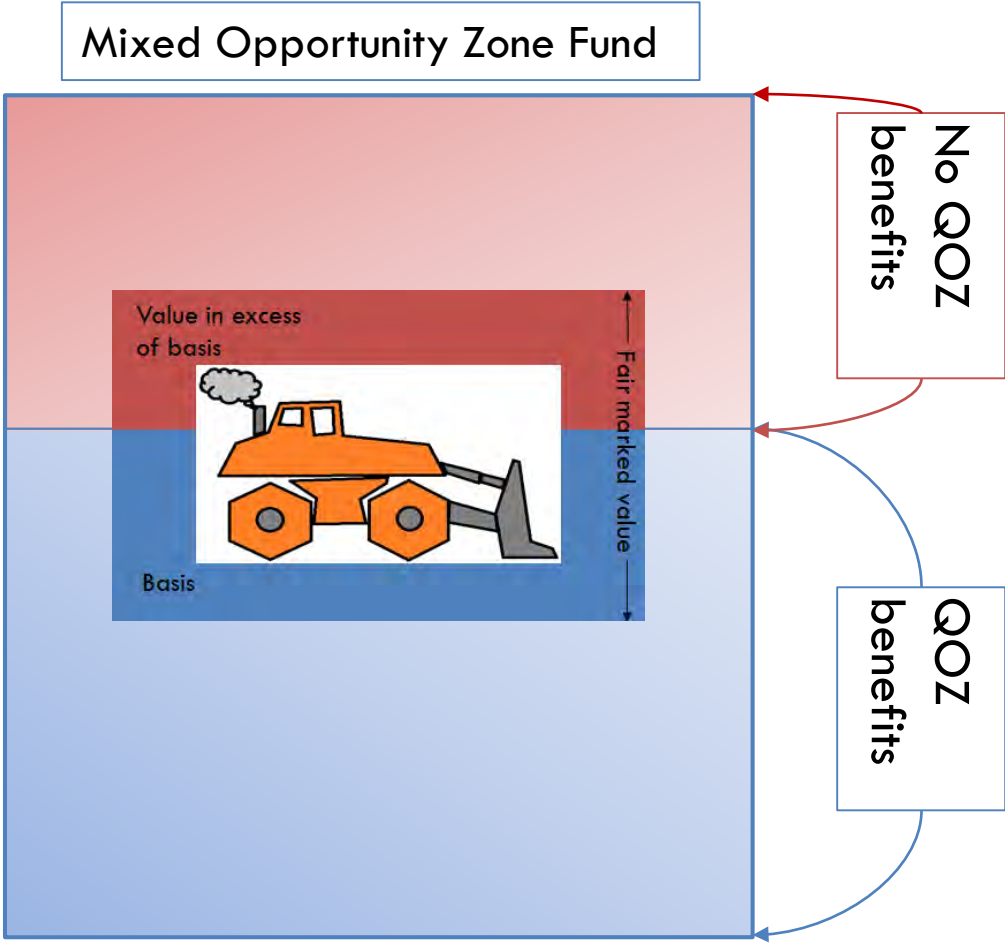 Mixed Opportunity Zone Fund
No QOZ
benefits
Value in excess
of basis
Fair marked value
Basis
QOZ
benefits